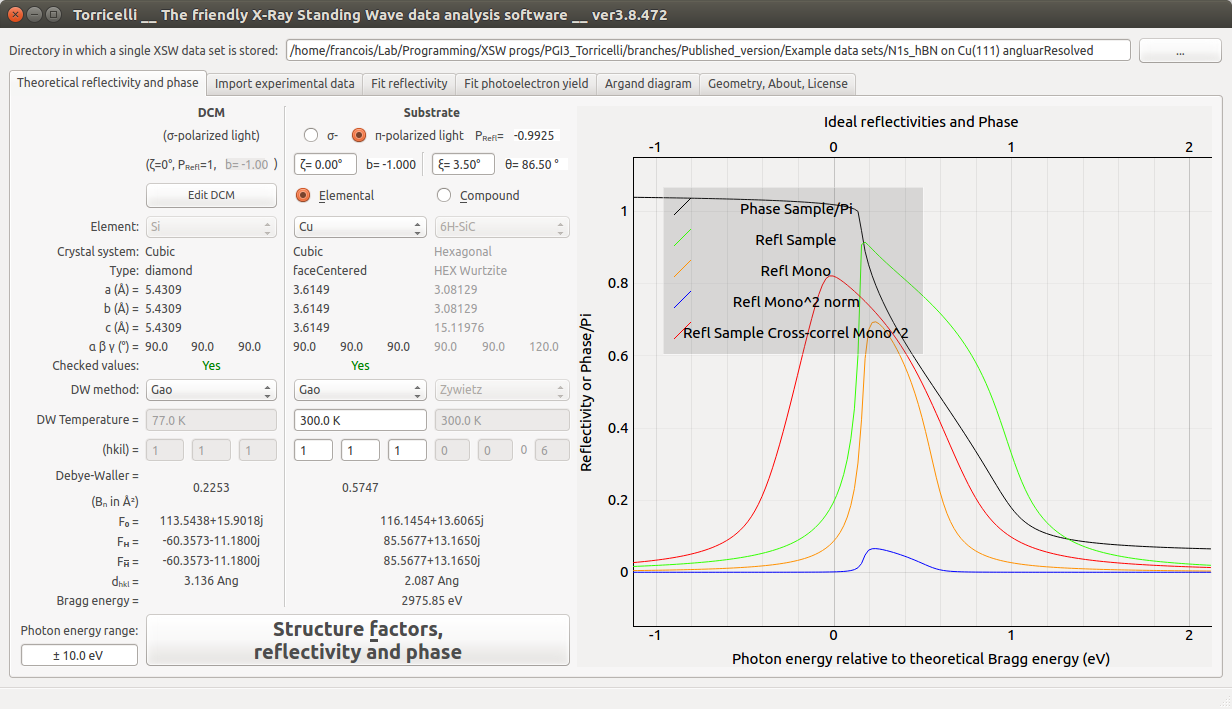 Torricelli __ The friendly X-Ray Standing Wave data analysis software __ ver3.8.472
Directory in which a single XSW data set is stored: /home/francois/Lab/Programming/XSW progs/PGI3_Torricelli/branches/Published_version/Example data sets/N1s_hBN on Cu(111) angluarResolved ...
Theoretical reflectivity and phase Import experimental data Fit reflectivity Fit photoelectron yield Argand diagram Geometry, About, License
DCM Substrate
(σ-polarized light) σ- π-polarized light P_Refl= -0.9925
(ζ=0°, P_Refl=1, b= -1.00 ) ζ= 0.00° b= -1.000 ξ= 3.50° θ= 86.50 °
Edit DCM Elemental Compound
Element: Si Cu 6H-SiC
Crystal system: Cubic Cubic Hexagonal
Type: diamond faceCentered HEX Wurtzite
a (Å) = 5.4309 3.6149 3.08129
b (Å) = 5.4309 3.6149 3.08129
c (Å) = 5.4309 3.6149 15.11976
α β γ (°) = 90.0 90.0 90.0 90.0 90.0 90.0 90.0 90.0 120.0
Checked values: Yes Yes
DW method: Gao Gao Zywietz
DW Temperature = 77.0 K 300.0 K 300.0 K
(hkil) = 1 1 1 1 1 1 0 0 0 6
Debye-Waller =
(Bₙ in Å²) 0.2253 0.5747
F₀ = 113.5438+15.9018j 116.1454+13.6065j
F_H = -60.3573-11.1800j 85.5677+13.1650j
F_H̄ = -60.3573-11.1800j 85.5677+13.1650j
d_hkl = 3.136 Ang 2.087 Ang
Bragg energy = 2975.85 eV
Photon energy range:
± 10.0 eV
Structure factors,
reflectivity and phase
Ideal reflectivities and Phase
-1 0 1 2
Reflectivity or Phase/Pi
1
0.8
0.6
0.4
0.2
0
Phase Sample/Pi
Refl Sample
Refl Mono
Refl Mono^2 norm
Refl Sample Cross-correl Mono^2
-1 0 1 2
Photon energy relative to theoretical Bragg energy (eV)